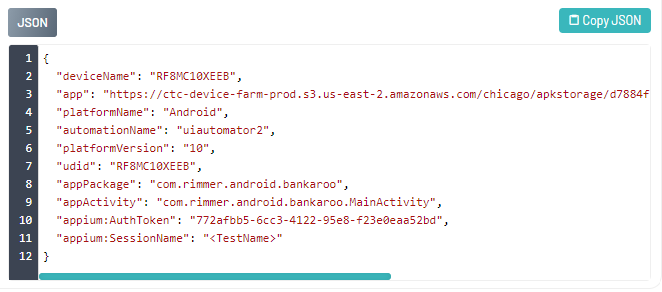 JSON
Copy JSON
1 {
2 "deviceName": "RF8MC10XEEB",
3 "app": "https://ctc-device-farm-prod.s3.us-east-2.amazonaws.com/chicago/apkstorage/d7884f
4 "platformName": "Android",
5 "automationName": "uiautomator2",
6 "platformVersion": "10",
7 "udid": "RF8MC10XEEB",
8 "appPackage": "com.rimmer.android.bankaroo",
9 "appActivity": "com.rimmer.android.bankaroo.MainActivity",
10 "appium:AuthToken": "772afbb5-6cc3-4122-95e8-f23e0eaa52bd",
11 "appium:SessionName": "<TestName>"
12 }